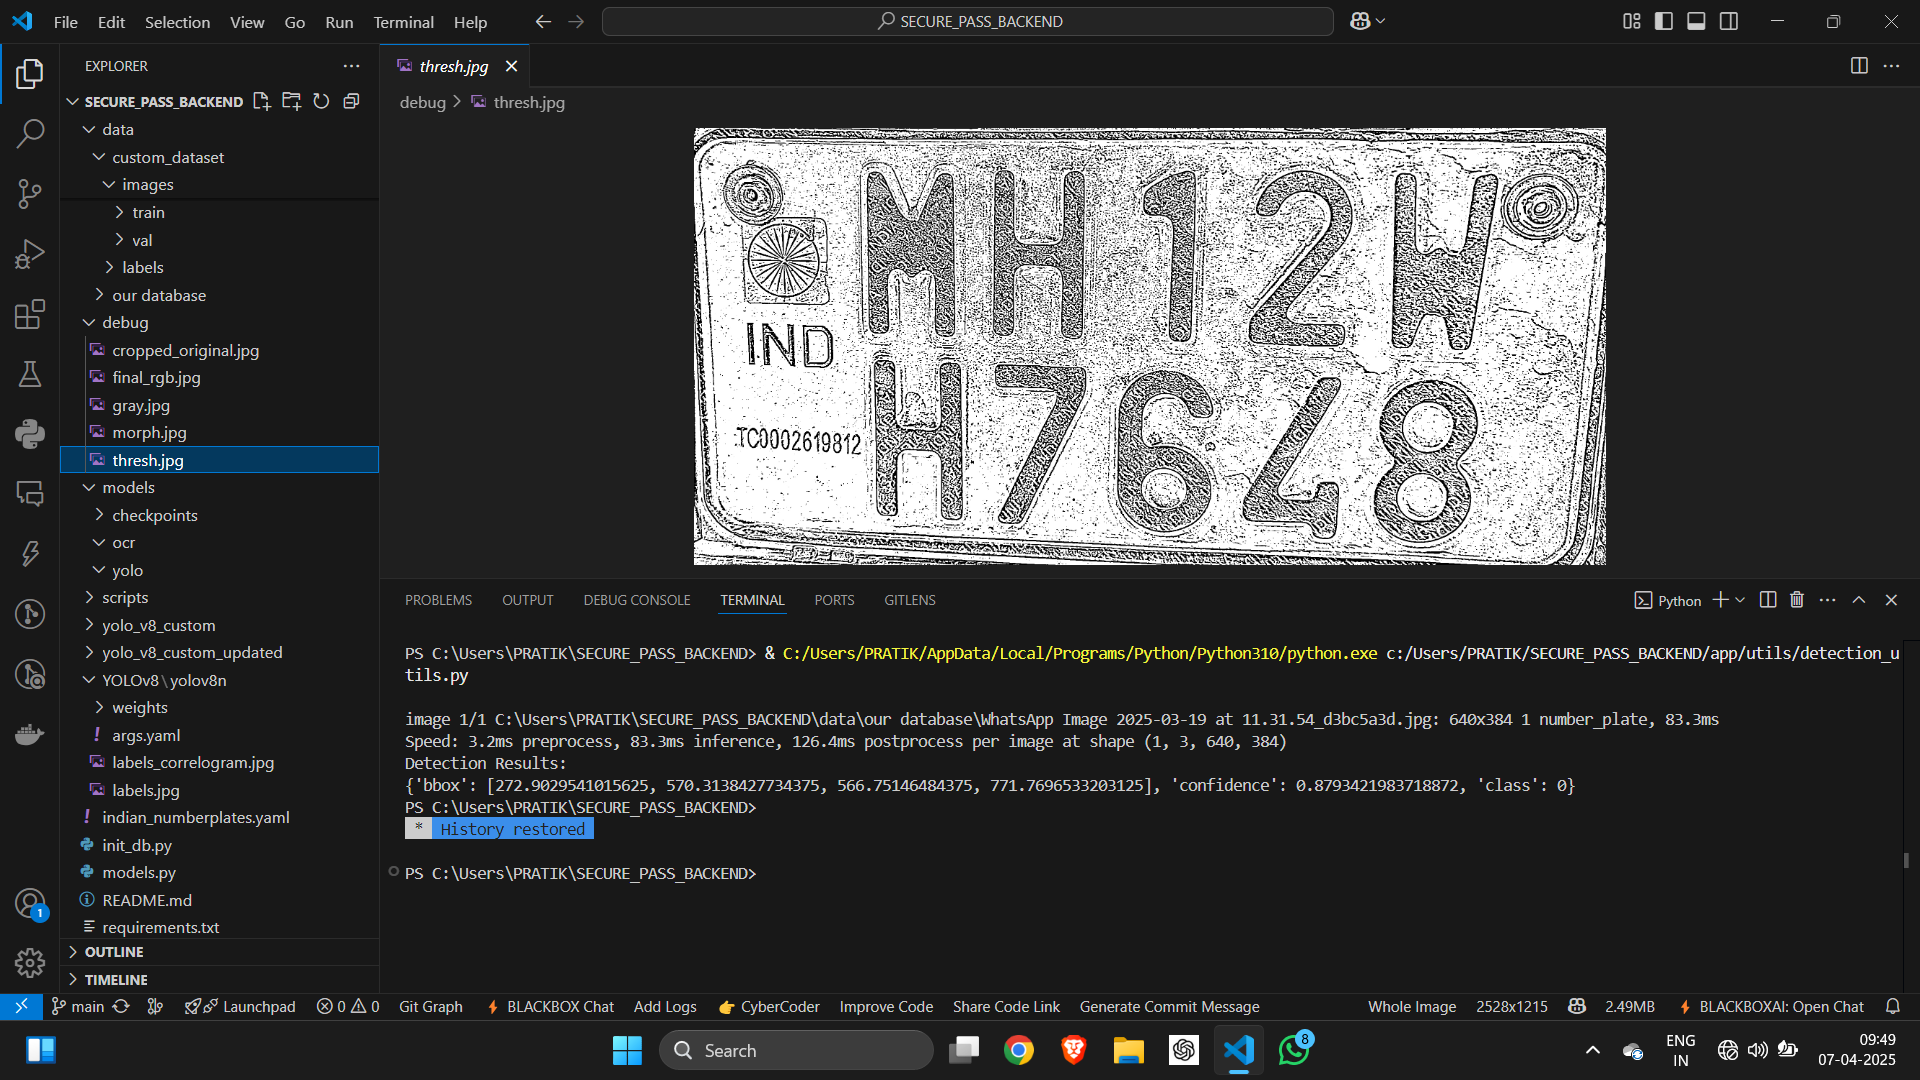 File Edit Selection View Go Run Terminal Help
SECURE_PASS_BACKEND
EXPLORER
SECURE_PASS_BACKEND
data
custom_dataset
images
train
val
labels
our database
debug
cropped_original.jpg
final_rgb.jpg
gray.jpg
morph.jpg
thresh.jpg
models
checkpoints
ocr
yolo
scripts
yolo_v8_custom
yolo_v8_custom_updated
YOLOv8\yolov8n
weights
args.yaml
labels_correlogram.jpg
labels.jpg
indian_numberplates.yaml
init_db.py
models.py
README.md
requirements.txt
OUTLINE
TIMELINE
thresh.jpg
debug > thresh.jpg
MH12W
IND
H7648
TC0002619812
PROBLEMS OUTPUT DEBUG CONSOLE TERMINAL PORTS GITLENS
Python
PS C:\Users\PRATIK\SECURE_PASS_BACKEND> & C:/Users/PRATIK/AppData/Local/Programs/Python/Python310/python.exe c:/Users/PRATIK/SECURE_PASS_BACKEND/app/utils/detection_u
tils.py
image 1/1 C:\Users\PRATIK\SECURE_PASS_BACKEND\data\our database\WhatsApp Image 2025-03-19 at 11.31.54_d3bc5a3d.jpg: 640x384 1 number_plate, 83.3ms
Speed: 3.2ms preprocess, 83.3ms inference, 126.4ms postprocess per image at shape (1, 3, 640, 384)
Detection Results:
{'bbox': [272.9029541015625, 570.3138427734375, 566.75146484375, 771.7696533203125], 'confidence': 0.8793421983718872, 'class': 0}
PS C:\Users\PRATIK\SECURE_PASS_BACKEND>
* History restored
PS C:\Users\PRATIK\SECURE_PASS_BACKEND>
1
main Launchpad 0 0 Git Graph BLACKBOX Chat Add Logs CyberCoder Improve Code Share Code Link Generate Commit Message Whole Image 2528x1215 2.49MB BLACKBOXAI: Open Chat
Search
8
ENG
IN
09:49
07-04-2025